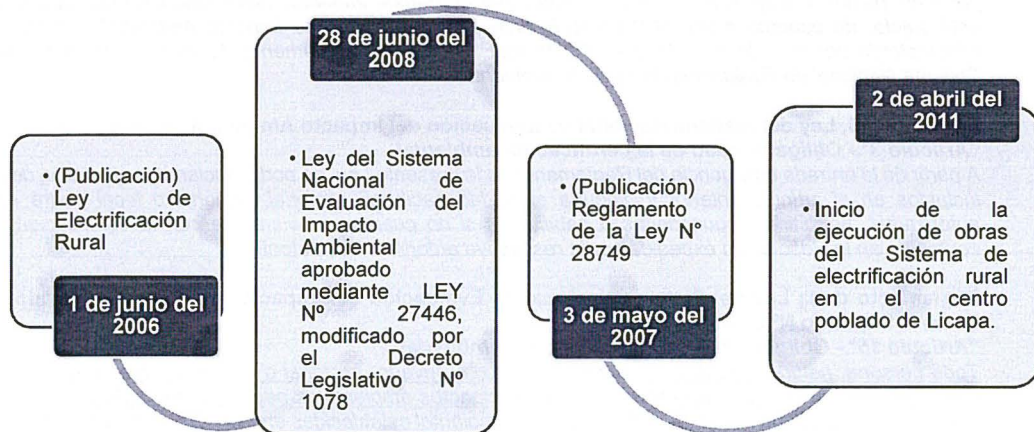 • (Publicación)
Ley de
Electrificación
Rural
1 de junio del
2006
28 de junio del
2008
• Ley del Sistema
Nacional de
Evaluación del
Impacto
Ambiental
aprobado
mediante LEY
Nº 27446,
modificado por
el Decreto
Legislativo Nº
1078
• (Publicación)
Reglamento
de la Ley N°
28749
3 de mayo del
2007
2 de abril del
2011
• Inicio de la
ejecución de obras
del Sistema de
electrificación rural
en el centro
poblado de Licapa.